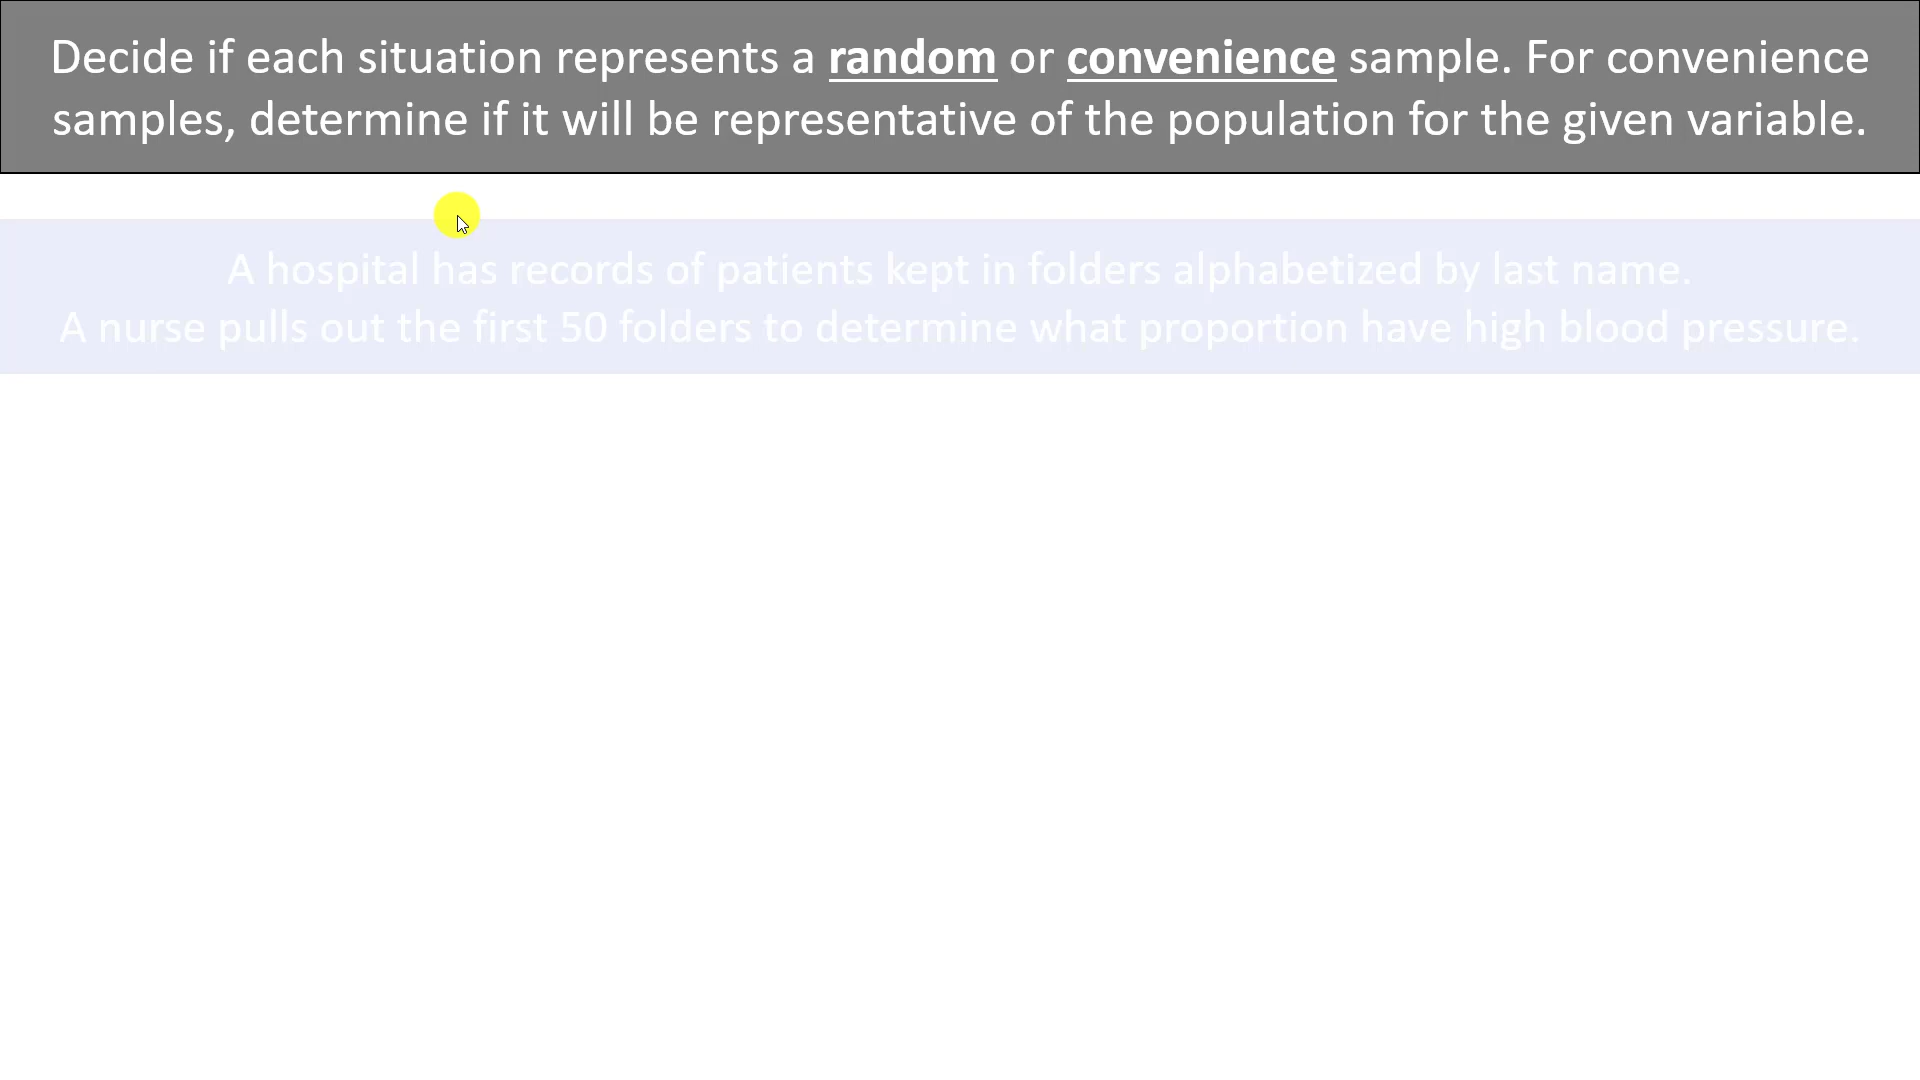 Decide if each situation represents a random or convenience sample. For convenience
samples, determine if it will be representative of the population for the given variable.
A hospital has records of patients kept in folders alphabetized by last name.
A nurse pulls out the first 50 folders to determine what proportion have high blood pressure.